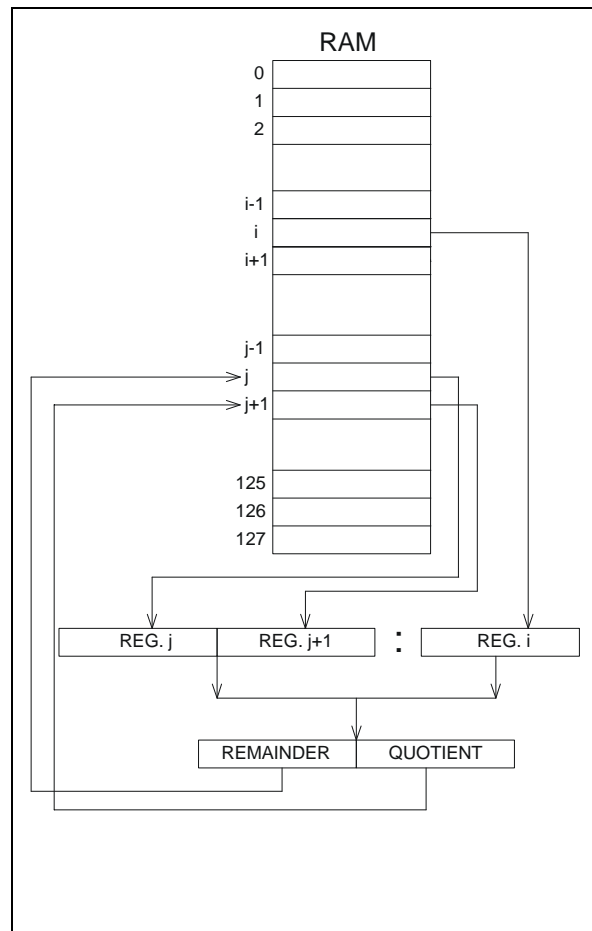 RAM
0
1
2
i-1
i
i+1
j-1
j
j+1
125
126
127
REG. j REG. j+1 : REG. i
REMAINDER QUOTIENT